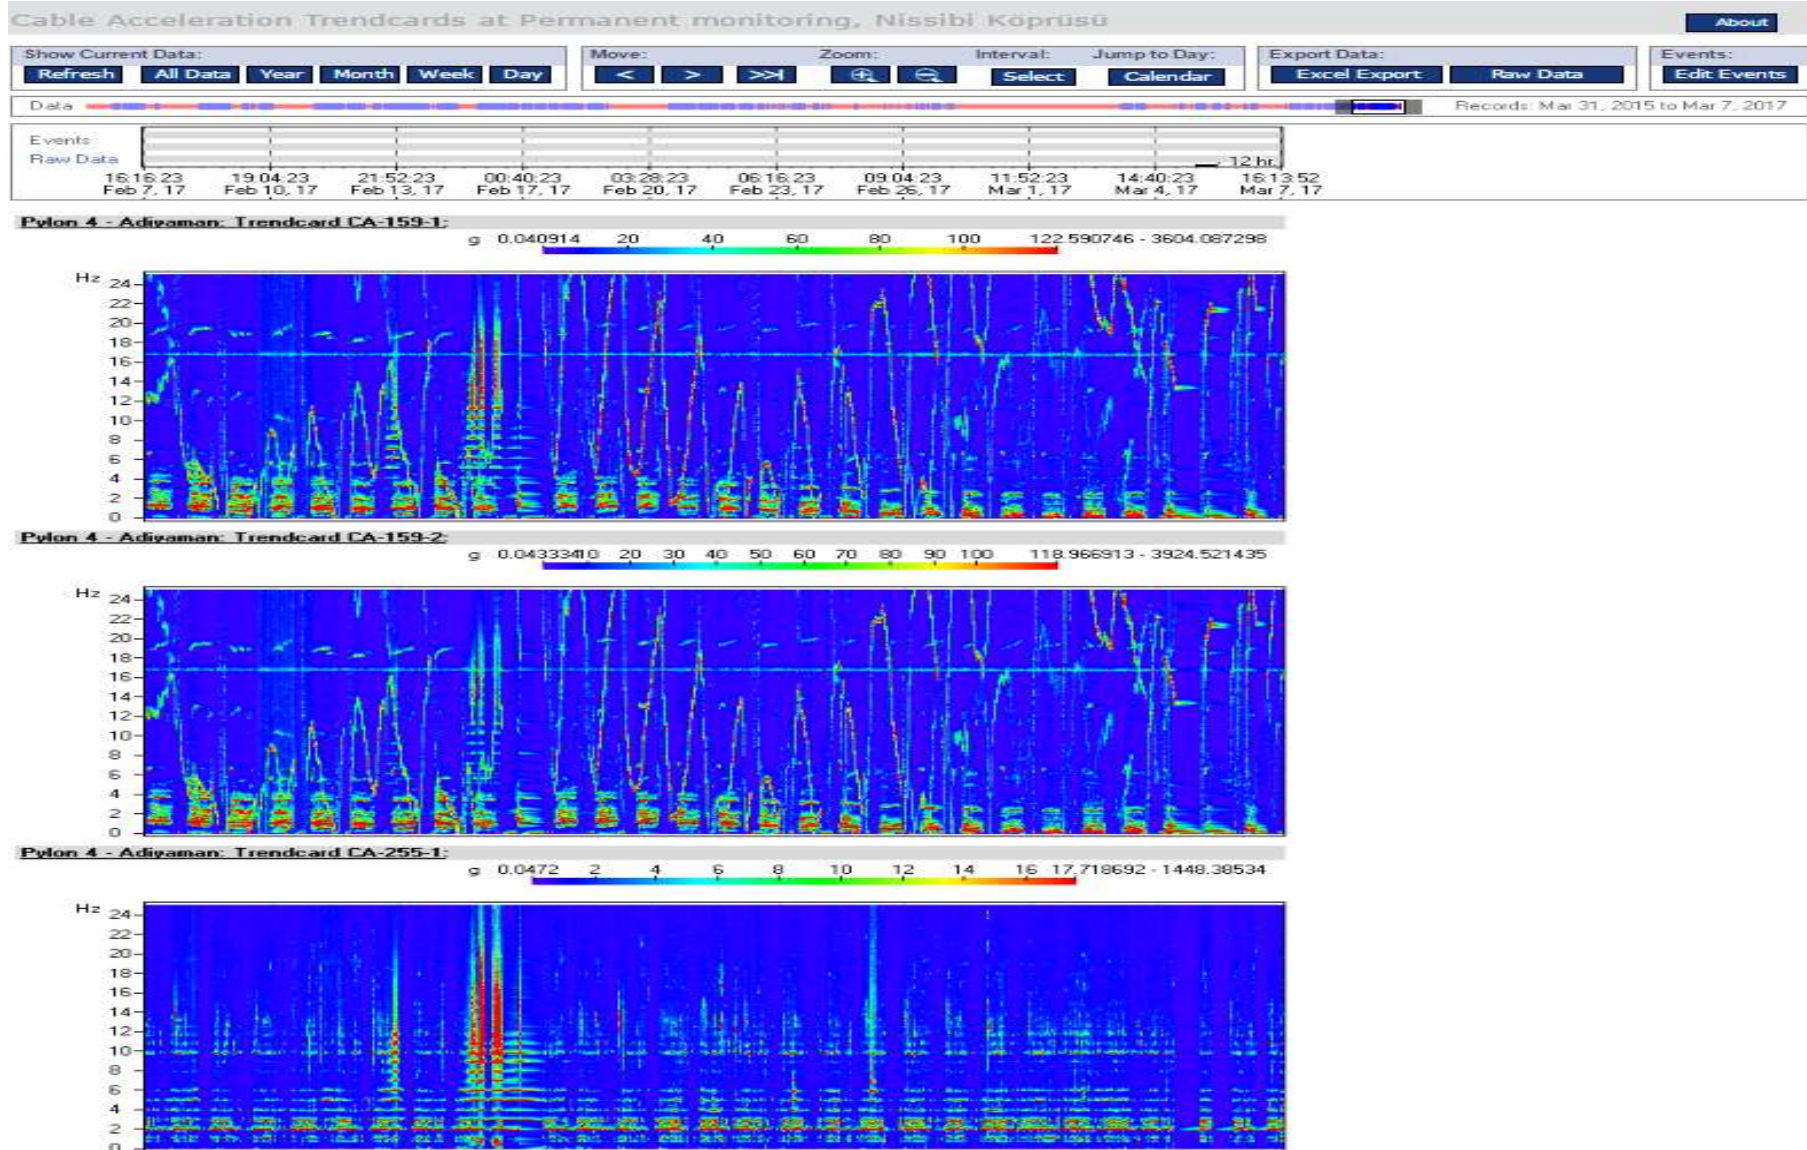 Cable Acceleration Trendcards at Permanent monitoring, Nissibi Köprüsü
About
Show Current Data: Move: Zoom: Interval: Jump to Day: Export Data: Events:
Refresh All Data Year Month Week Day < > >>| Select Calendar Excel Export Raw Data Edit Events
Data Records: Mar 31, 2015 to Mar 7, 2017
Events
Raw Data 12 hr.
16:16:23 19:04:23 21:52:23 00:40:23 03:28:23 06:16:23 09:04:23 11:52:23 14:40:23 16:13:52
Feb 7, 17 Feb 10, 17 Feb 13, 17 Feb 17, 17 Feb 20, 17 Feb 23, 17 Feb 26, 17 Mar 1, 17 Mar 4, 17 Mar 7, 17
Pylon 4 - Adiyaman: Trendcard CA-159-1:
g 0.040914 20 40 60 80 100 122.590746 - 3604.087298
Hz 24
22
20
18
16
14
12
10
8
6
4
2
0
Pylon 4 - Adiyaman: Trendcard CA-159-2:
g 0.04333410 20 30 40 50 60 70 80 90 100 118.966913 - 3924.521435
Hz 24
22
20
18
16
14
12
10
8
6
4
2
0
Pylon 4 - Adiyaman: Trendcard CA-255-1:
g 0.0472 2 4 6 8 10 12 14 16 17.718692 - 1448.38534
Hz 24
22
20
18
16
14
12
10
8
6
4
2
0